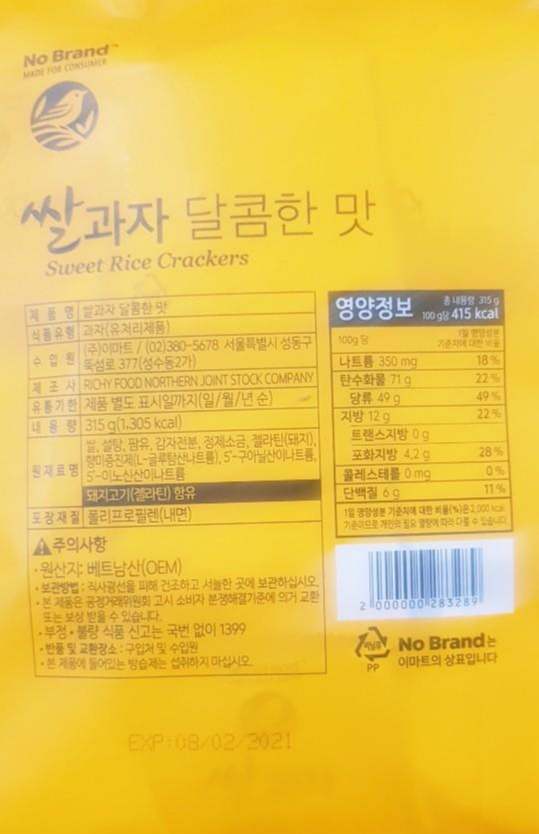 No Brand™
MADE FOR CONSUMER
쌀과자 달콤한 맛
Sweet Rice Crackers
제 품 명 쌀과자 달콤한 맛
식품유형 과자(유처리제품)
수 입 원 (주)이마트 / (02)380-5678 서울특별시 성동구
뚝섬로 377(성수동2가)
제 조 사 RICHY FOOD NORTHERN JOINT STOCK COMPANY
유통기한 제품 별도 표시일까지(일/월/년 순)
내 용 량 315 g(1,305 kcal)
원재료명 쌀, 설탕, 팜유, 감자전분, 정제소금, 젤라틴(돼지),
향미증진제(L-글루탐산나트륨), 5'-구아닐산이나트륨,
5'-이노신산이나트륨
돼지고기(젤라틴) 함유
포장재질 폴리프로필렌(내면)
주의사항
• 원산지: 베트남산(OEM)
• 보관방법 : 직사광선을 피해 건조하고 서늘한 곳에 보관하십시오.
• 본 제품은 공정거래위원회 고시 소비자 분쟁해결기준에 의거 교환
또는 보상 받을 수 있습니다.
• 부정 • 불량 식품 신고는 국번 없이 1399
• 반품 및 교환장소 : 구입처 및 수입원
• 본 제품에 들어있는 방습제는 섭취하지 마십시오.
영양정보 총 내용량 315 g
100 g당 415 kcal
100g 당 1일 영양성분
기준치에 대한 비율
나트륨 350 mg 18 %
탄수화물 71 g 22 %
당류 49 g 49 %
지방 12 g 22 %
트랜스지방 0 g
포화지방 4.2 g 28 %
콜레스테롤 0 mg 0 %
단백질 6 g 11 %
1일 영양성분 기준치에 대한 비율(%)은 2,000 kcal
기준이므로 개인의 필요 열량에 따라 다를 수 있습니다.
2 000000 283289
비닐류
PP
No Brand는
이마트의 상표입니다
EXP:08/02/2021